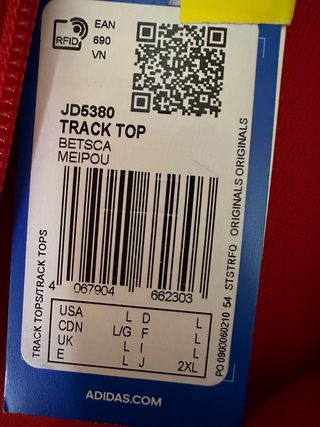 RFID
EAN
690
VN
JD5380
TRACK TOP
BETSCA
MEIPOU
4 067904 662303
USA L D L
CDN L/G F L
UK L I L
E L J 2XL
TRACK TOPS/TRACK TOPS
PO 0900060210 54 STSTRFQ ORIGINALS ORIGINALS
ADIDAS.COM